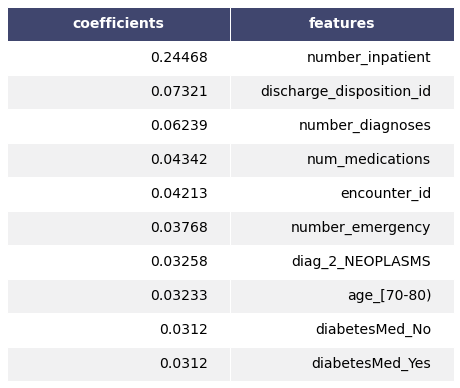 coefficients features
0.24468 number_inpatient
0.07321 discharge_disposition_id
0.06239 number_diagnoses
0.04342 num_medications
0.04213 encounter_id
0.03768 number_emergency
0.03258 diag_2_NEOPLASMS
0.03233 age_[70-80)
0.0312 diabetesMed_No
0.0312 diabetesMed_Yes